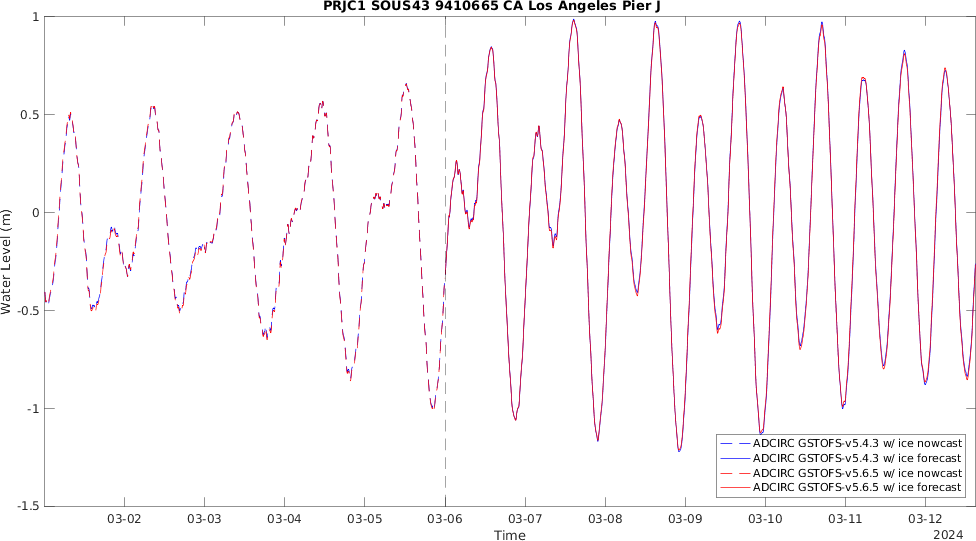 PRJC1 SOUS43 9410665 CA Los Angeles Pier J
1
0.5
0
-0.5
-1
-1.5
Water Level (m)
03-02 03-03 03-04 03-05 03-06 03-07 03-08 03-09 03-10 03-11 03-12
Time
2024
ADCIRC GSTOFS-v5.4.3 w/ ice nowcast
ADCIRC GSTOFS-v5.4.3 w/ ice forecast
ADCIRC GSTOFS-v5.6.5 w/ ice nowcast
ADCIRC GSTOFS-v5.6.5 w/ ice forecast